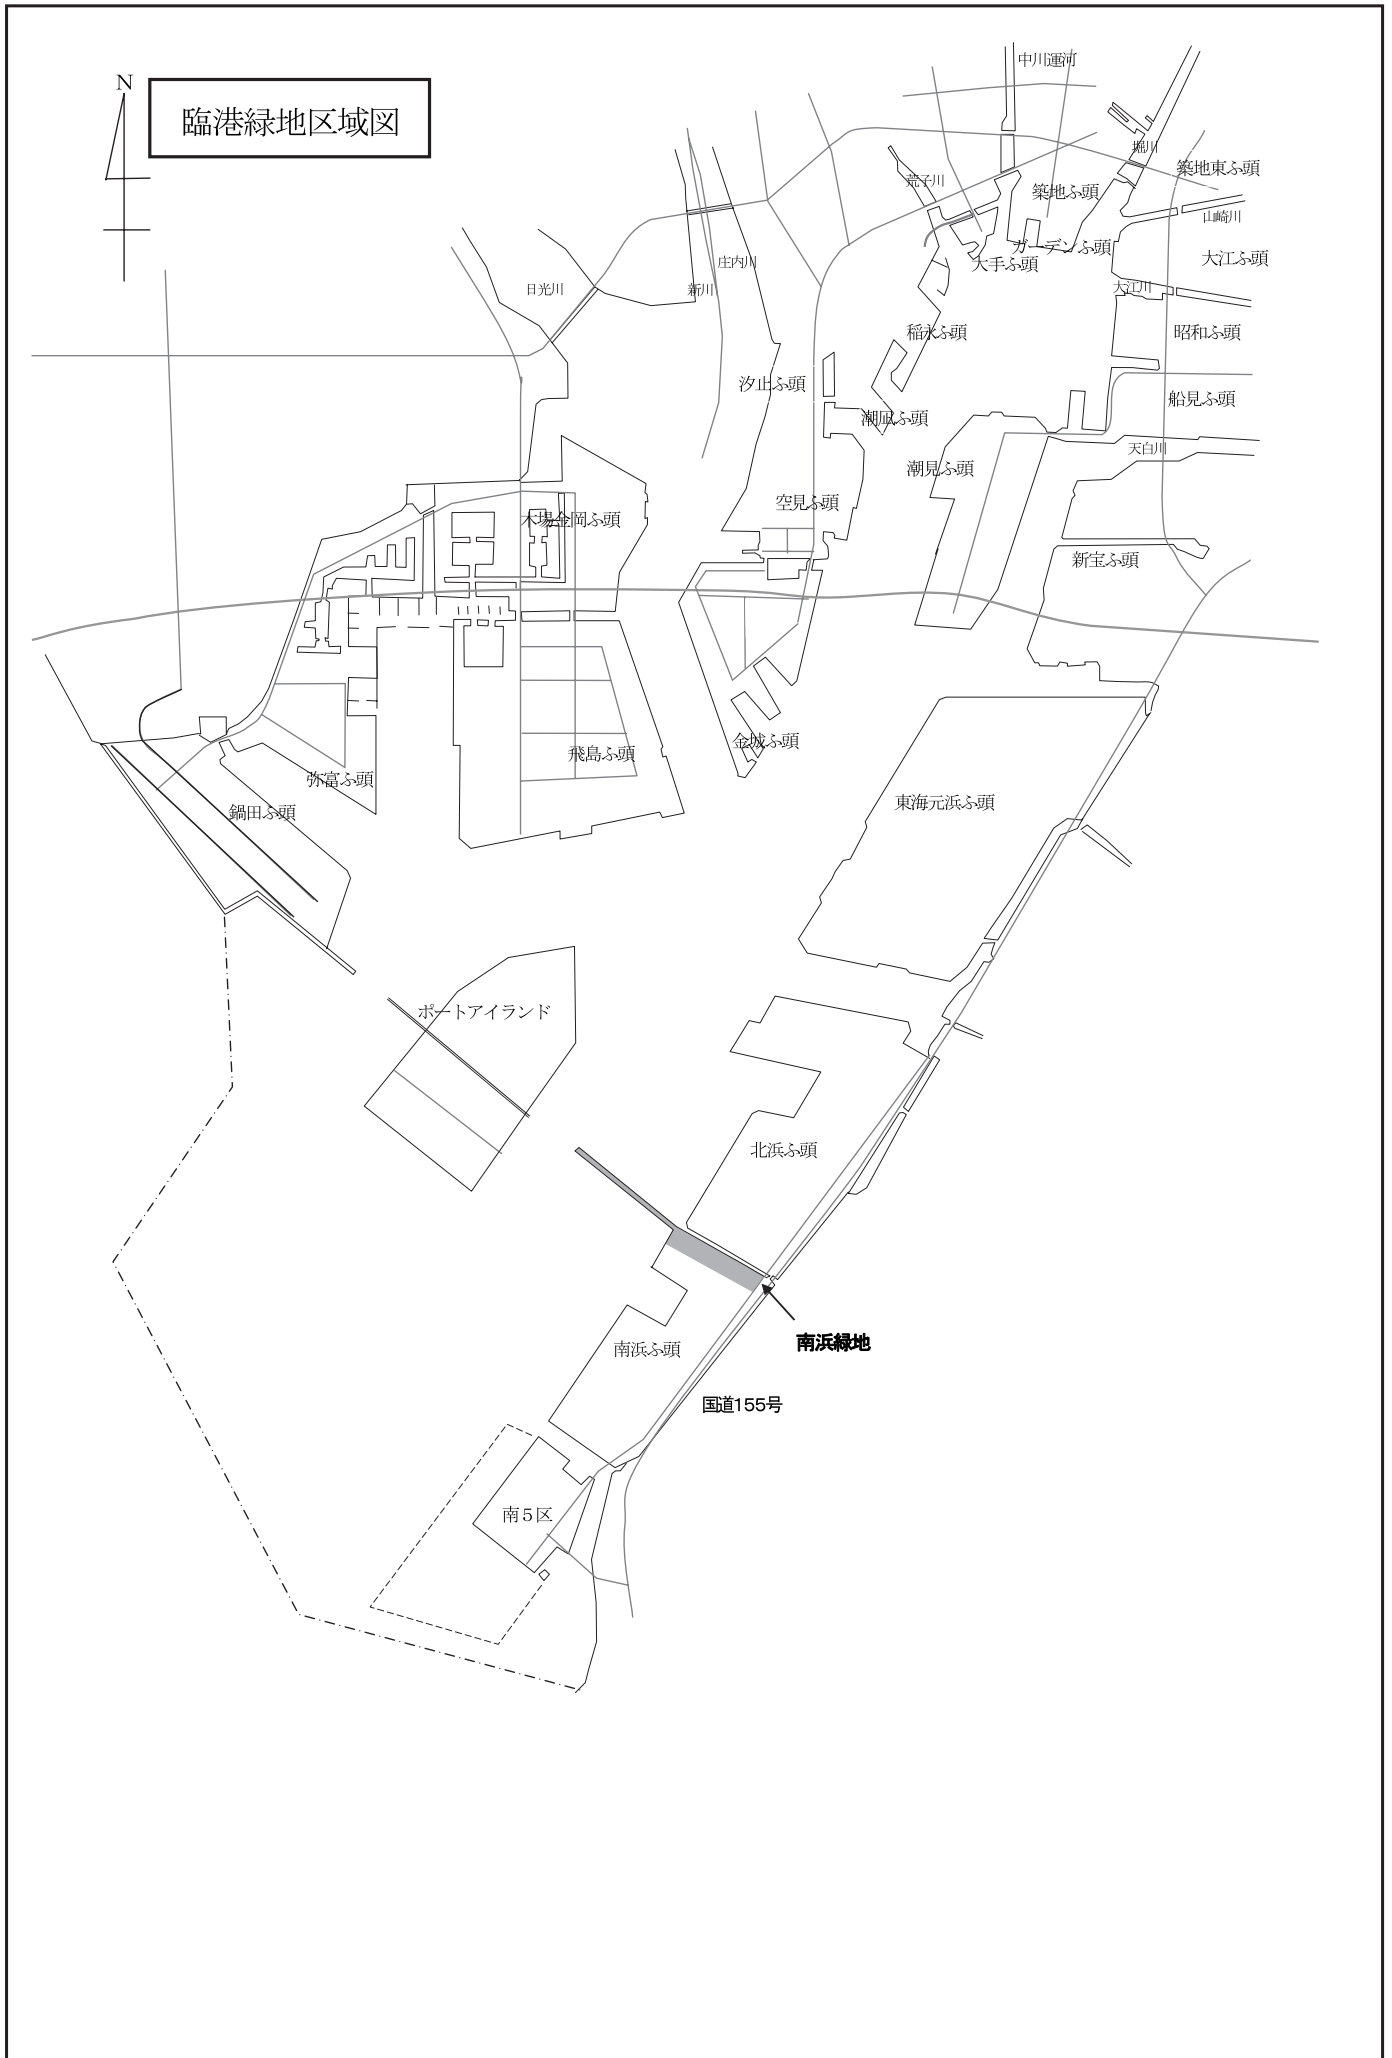 N
臨港緑地区域図
中川運河
堀川
築地東ふ頭
荒子川
築地ふ頭
山崎川
ガーデンふ頭
大江ふ頭
大手ふ頭
庄内川
日光川
新川
大江川
稲永ふ頭
昭和ふ頭
汐止ふ頭
船見ふ頭
潮凪ふ頭
天白川
潮見ふ頭
空見ふ頭
木場金岡ふ頭
新宝ふ頭
金城ふ頭
飛島ふ頭
弥富ふ頭
東海元浜ふ頭
鍋田ふ頭
ポートアイランド
北浜ふ頭
南浜緑地
南浜ふ頭
国道155号
南5区